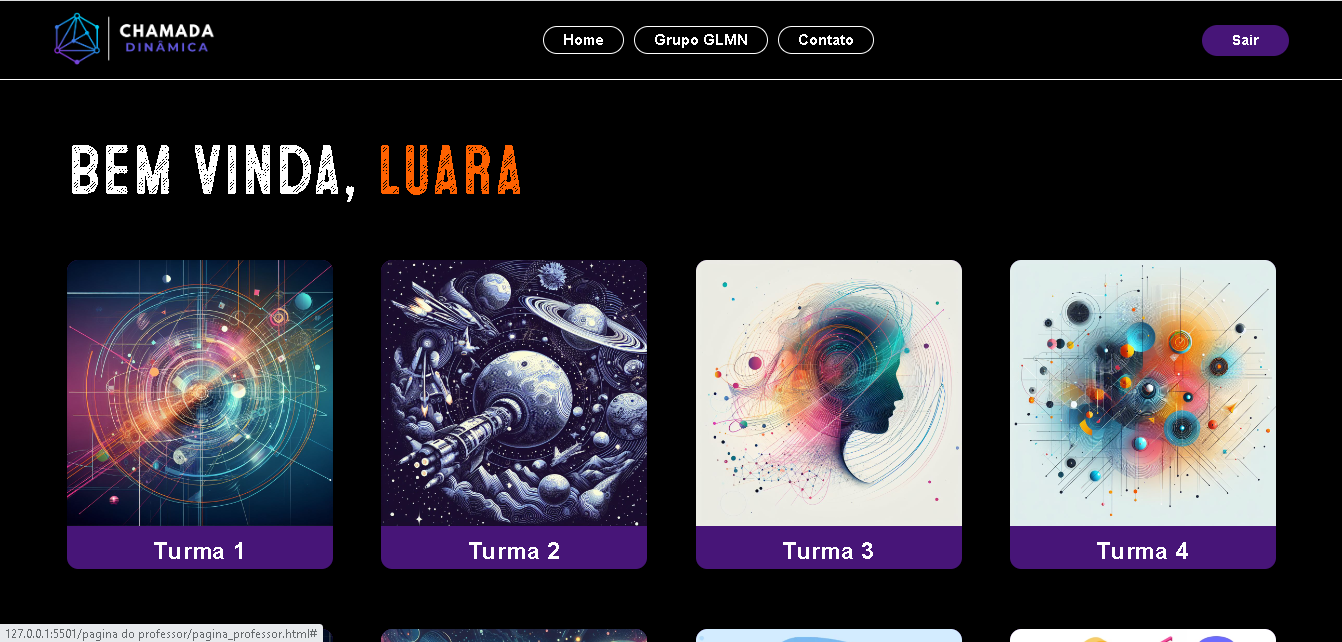 CHAMADA
DINÂMICA
Home
Grupo GLMN
Contato
Sair
BEM VINDA, LUARA
Turma 1
Turma 2
Turma 3
Turma 4
127.0.0.1:5501/pagina do professor/pagina_professor.html#